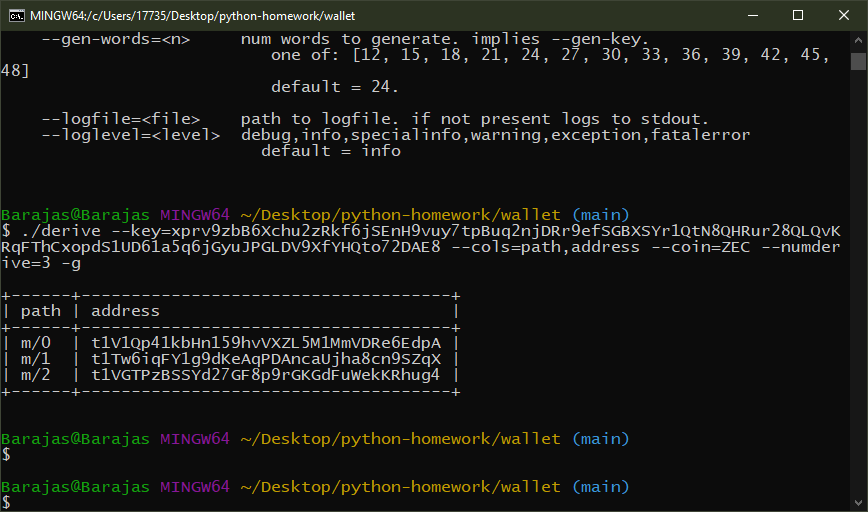 MINGW64:/c/Users/17735/Desktop/python-homework/wallet
--gen-words=<n>     num words to generate. implies --gen-key.
one of: [12, 15, 18, 21, 24, 27, 30, 33, 36, 39, 42, 45,
48]
default = 24.
--logfile=<file>    path to logfile. if not present logs to stdout.
--loglevel=<level>  debug,info,specialinfo,warning,exception,fatalerror
default = info
Barajas@Barajas MINGW64 ~/Desktop/python-homework/wallet (main)
$ ./derive --key=xprv9zbB6Xchu2zRkf6jSEnH9vuy7tpBuq2njDRr9efSGBXSYr1QtN8QHRur28QLQvK
RqFThCxopdS1UD61a5q6jGyuJPGLDV9XfYHQto72DAE8 --cols=path,address --coin=ZEC --numder
ive=3 -g
+------+-------------------------------------+
| path | address                             |
+------+-------------------------------------+
| m/0  | t1V1Qp41kbHn159hvVXZL5M1MmVDRe6EdpA |
| m/1  | t1Tw6iqFY1g9dKeAqPDAncaUjha8cn9SZqX |
| m/2  | t1VGTPzBSSYd27GF8p9rGKGdFuWekKRhug4 |
+------+-------------------------------------+
Barajas@Barajas MINGW64 ~/Desktop/python-homework/wallet (main)
$
Barajas@Barajas MINGW64 ~/Desktop/python-homework/wallet (main)
$